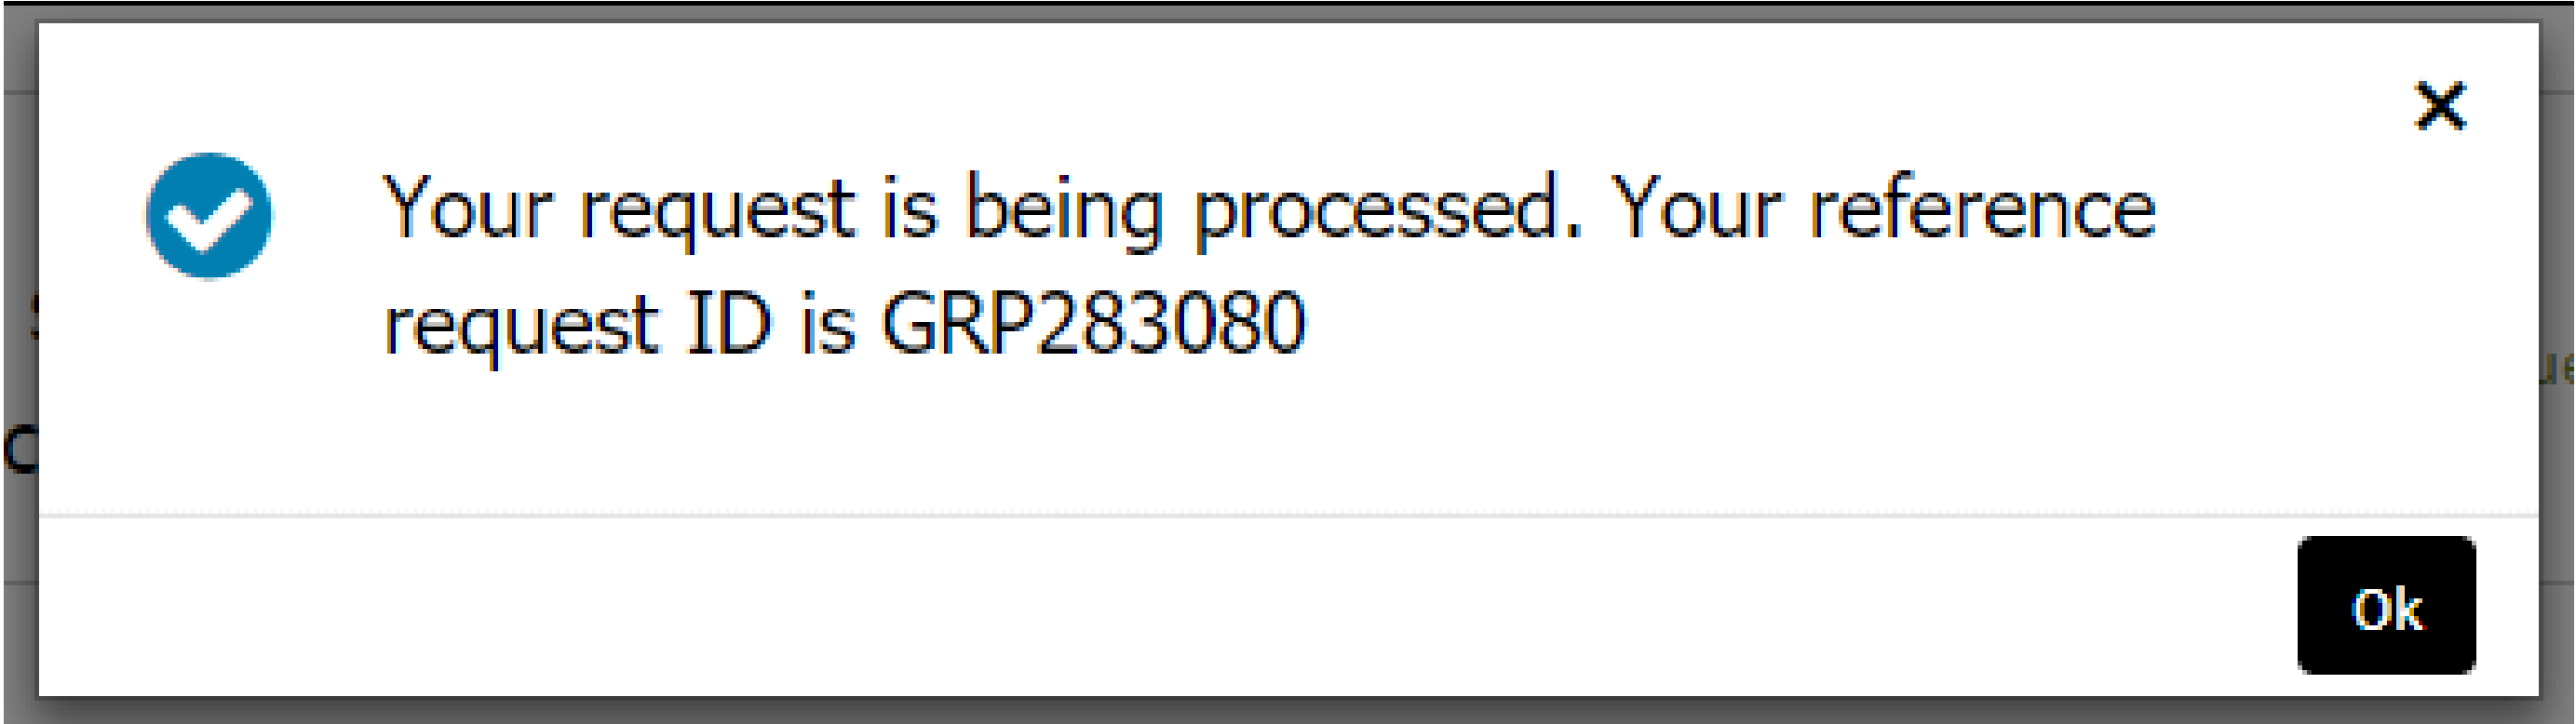 Your request is being processed. Your reference
request ID is GRP283080
Ok